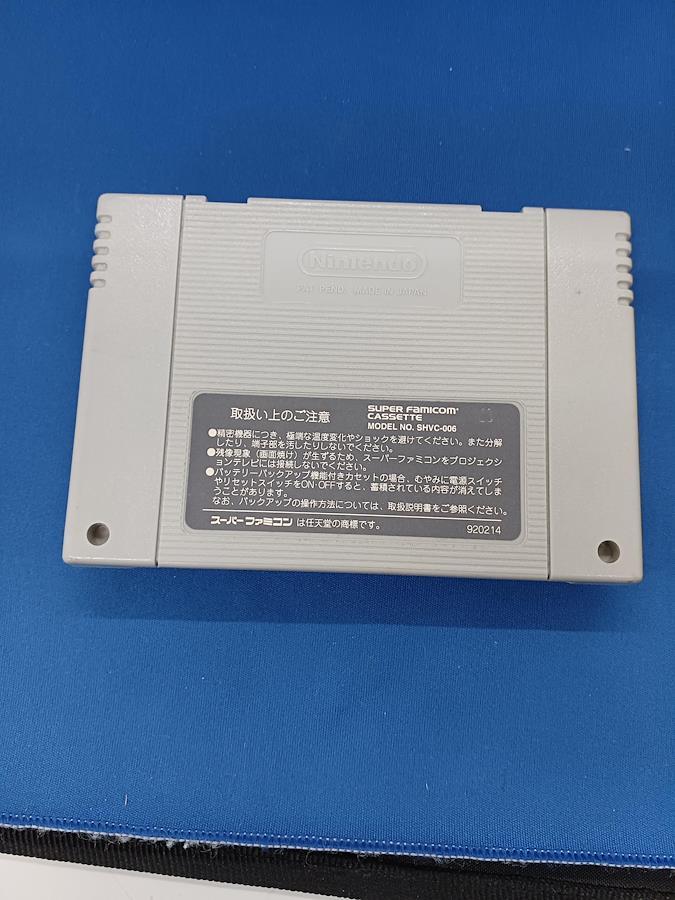 Nintendo
PAT. PEND. MADE IN JAPAN
取扱い上のご注意
SUPER FAMICOM
CASSETTE
MODEL NO. SHVC-006
●精密機器につき、極端な温度変化やショックを避けてください。また分解
したり、端子部を汚したりしないでください。
●残像現象（画面焼け）が生ずるため、スーパーファミコンをプロジェクシ
ョンテレビには接続しないでください。
●バッテリーバックアップ機能付きカセットの場合、むやみに電源スイッチ
やリセットスイッチをON・OFFすると、蓄積されている内容が消えてしま
うことがあります。
なお、バックアップの操作方法については、取扱説明書をご参照ください。
スーパーファミコン は任天堂の商標です。
920214